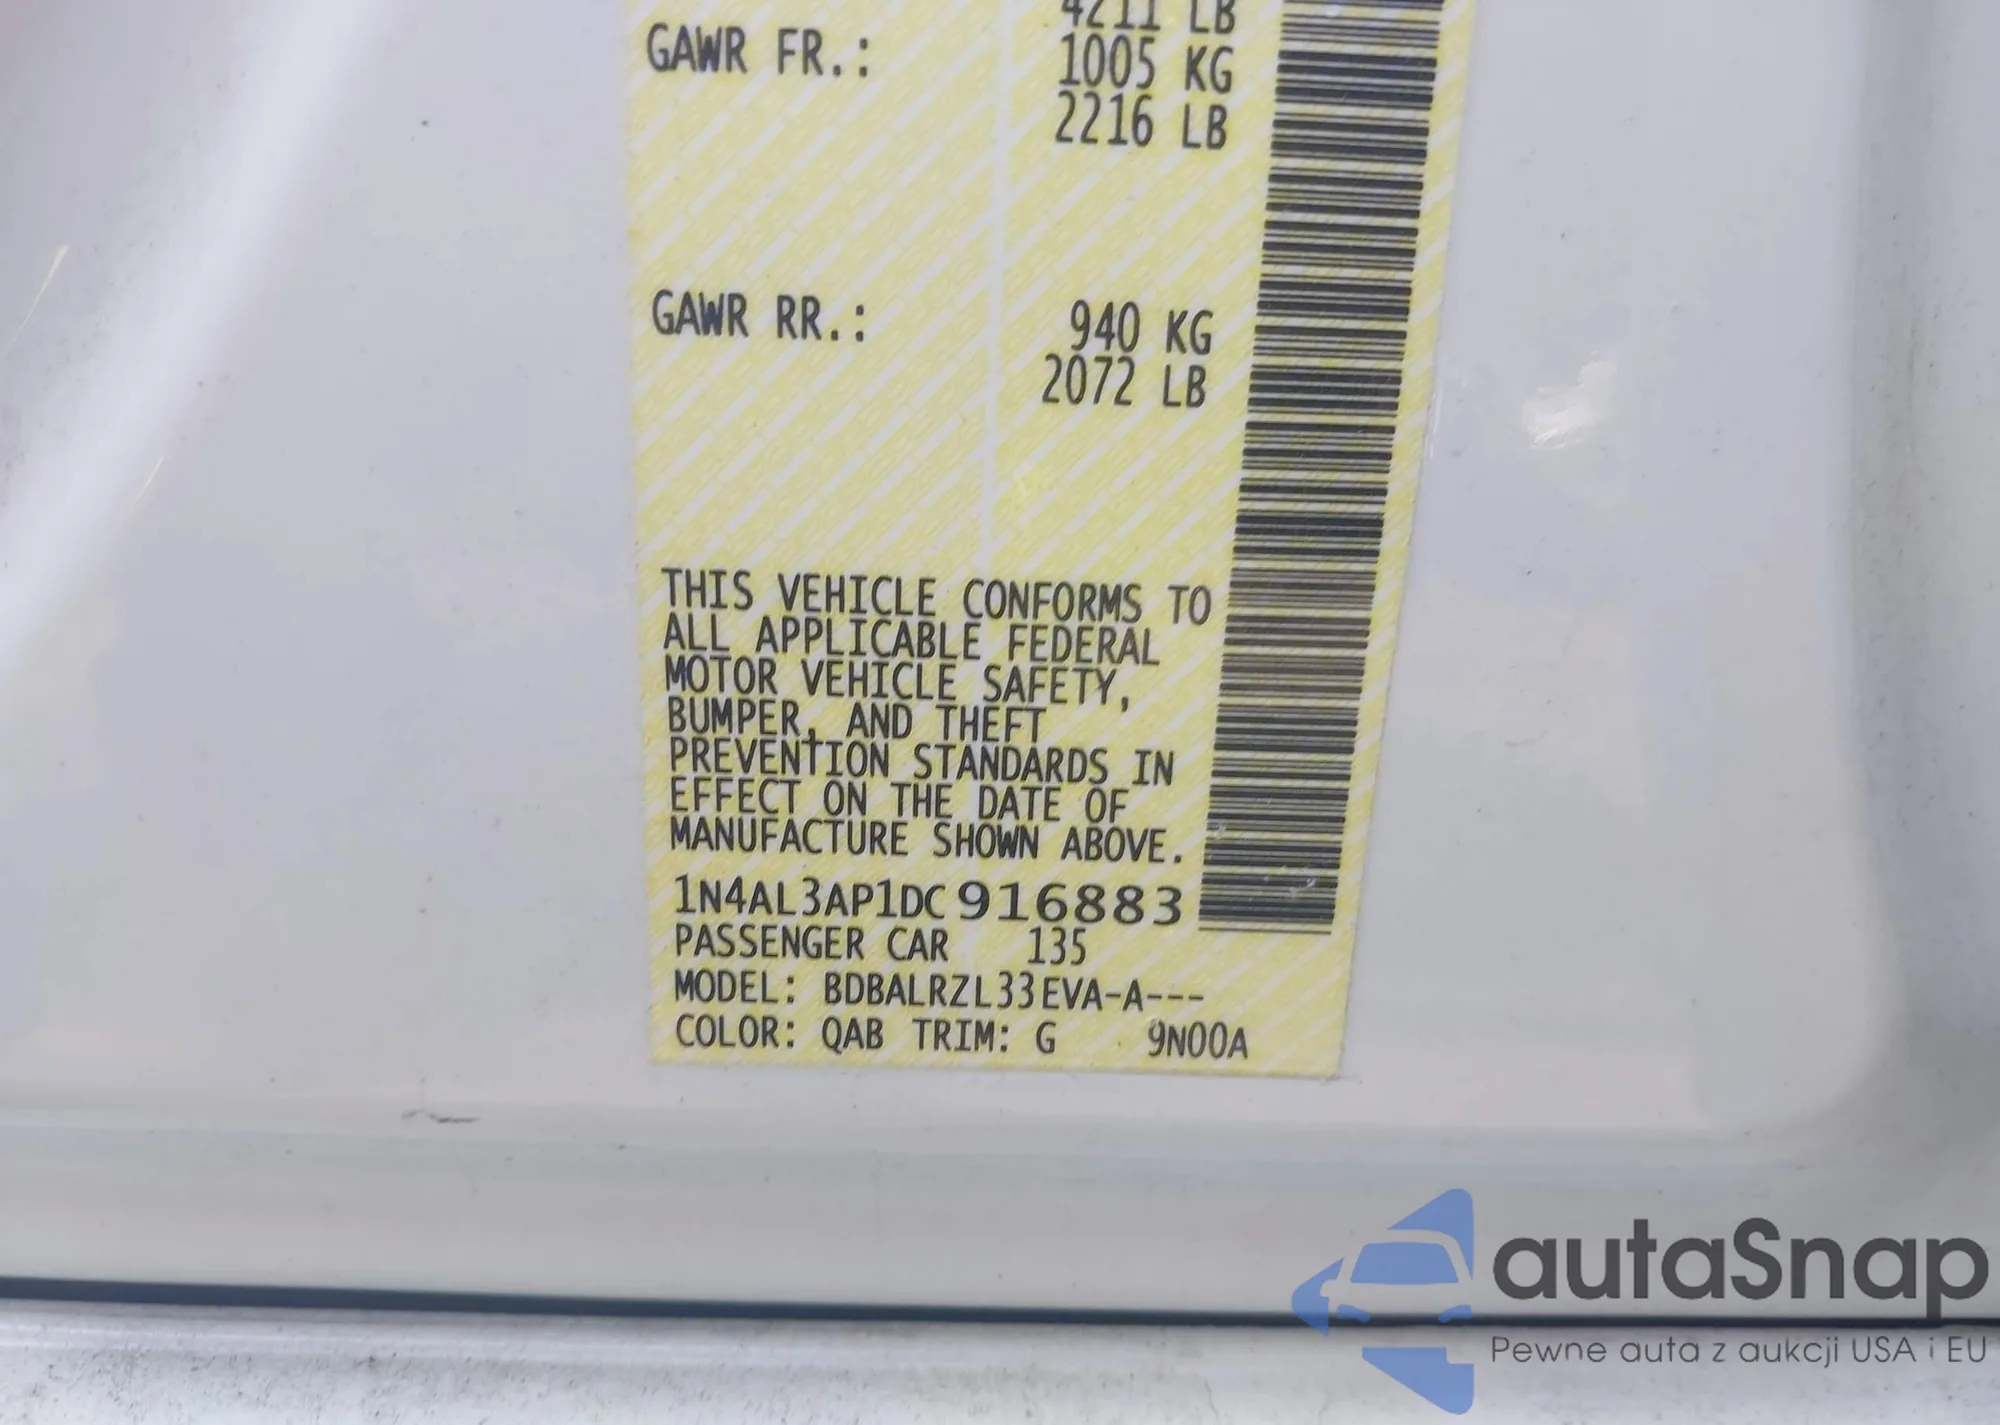 4211 LB
GAWR FR.: 1005 KG
2216 LB
GAWR RR.: 940 KG
2072 LB
THIS VEHICLE CONFORMS TO
ALL APPLICABLE FEDERAL
MOTOR VEHICLE SAFETY,
BUMPER, AND THEFT
PREVENTION STANDARDS IN
EFFECT ON THE DATE OF
MANUFACTURE SHOWN ABOVE.
1N4AL3AP1DC916883
PASSENGER CAR 135
MODEL: BDBALRZL33EVA-A---
COLOR: QAB TRIM: G 9N00A
autaSnap
Pewne auta z aukcji USA i EU